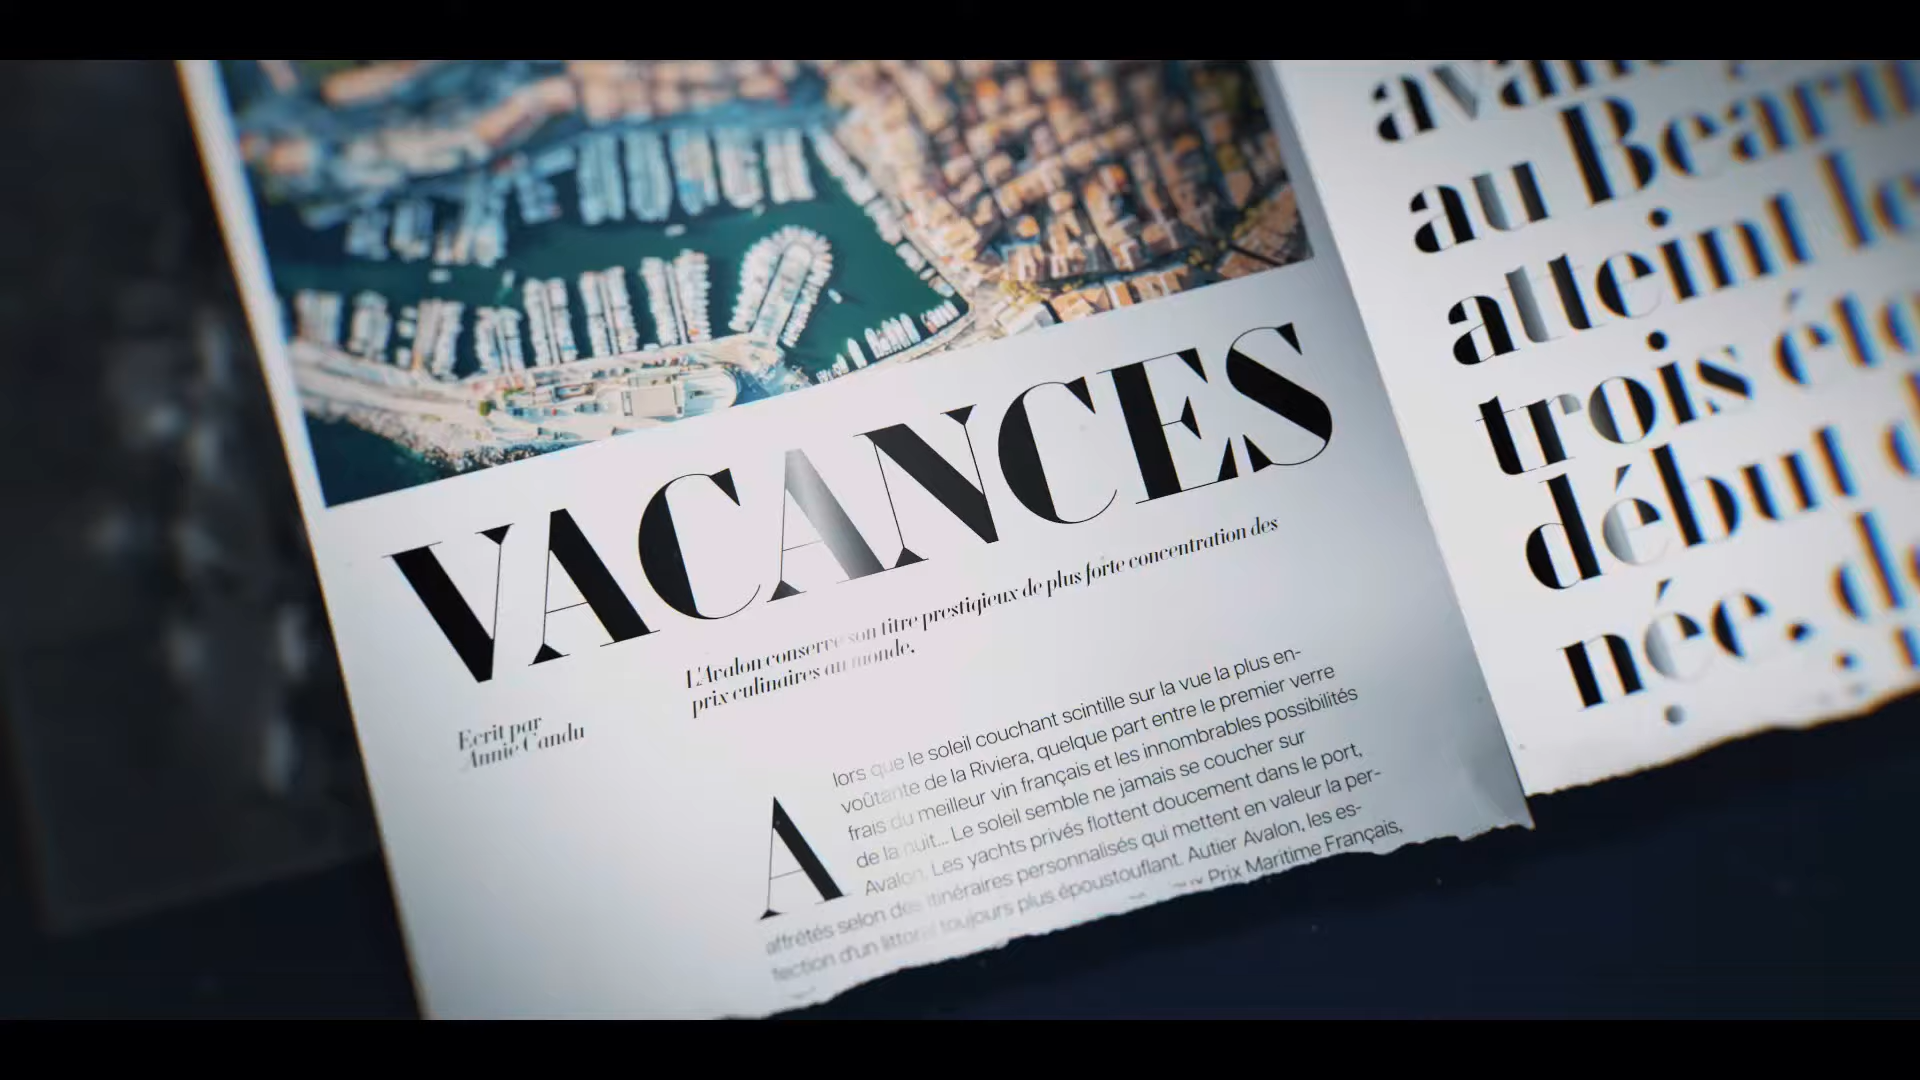 VACANCES
L'Avalon conserve son titre prestigieux de plus forte concentration des
prix culinaires au monde.
Ecrit par
Annie Candu
A
lors que le soleil couchant scintille sur la vue la plus en-
voûtante de la Riviera, quelque part entre le premier verre
frais du meilleur vin français et les innombrables possibilités
de la nuit... Le soleil semble ne jamais se coucher sur
Avalon. Les yachts privés flottent doucement dans le port,
affrêtés selon des itinéraires personnalisés qui mettent en valeur la per-
fection d'un littoral toujours plus époustouflant. Autier Avalon, les es-
Prix Maritime Français,
au Béarn
atteint le
trois éto
début d
née. de